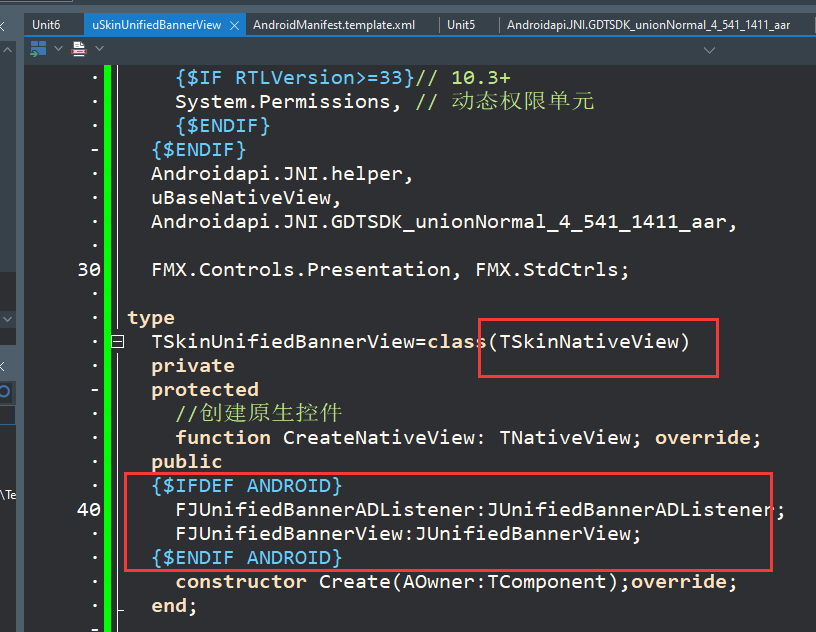 Unit6 uSkinUnifiedBannerView AndroidManifest.template.xml Unit5 AndroidapiJNI.GDTSDK_unionNormal_4_541_1411_aar
{$IF RTLVersion>=33}// 10.3+
System.Permissions, // 动态权限单元
{$ENDIF}
{$ENDIF}
Androidapi.JNI.helper,
uBaseNativeView,
Androidapi.JNI.GDTSDK_unionNormal_4_541_1411_aar,
30 FMX.Controls.Presentation, FMX.StdCtrls;
type
TSkinUnifiedBannerView=class(TSkinNativeView)
private
protected
//创建原生控件
function CreateNativeView: TNativeView; override;
public
{$IFDEF ANDROID}
40 FJUnifiedBannerADListener:JUnifiedBannerADListener;
FJUnifiedBannerView:JUnifiedBannerView;
{$ENDIF ANDROID}
\Te
constructor Create(AOwner:TComponent);override;
end;